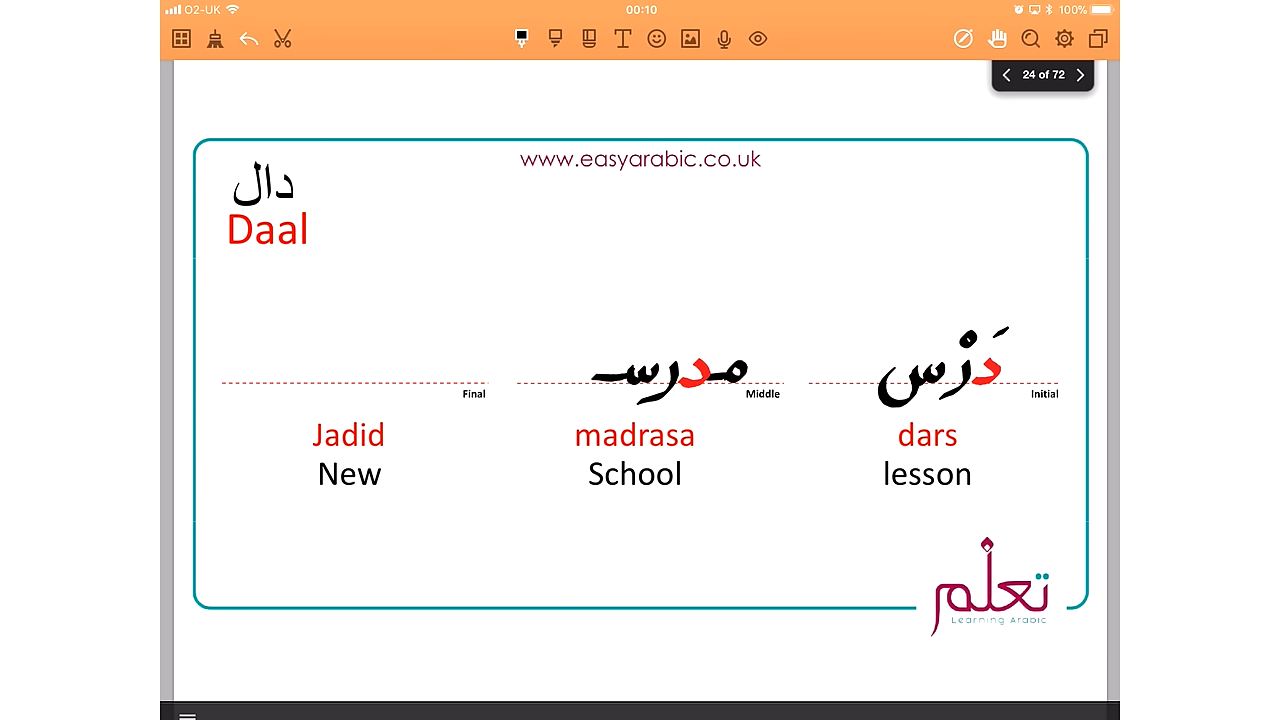 O2-UK 00:10 100%
24 of 72
www.easyarabic.co.uk
دال
Daal
دَرْس
مدرسـ
Initial
Middle
Final
dars
lesson
madrasa
School
Jadid
New
تعلم
Learning Arabic